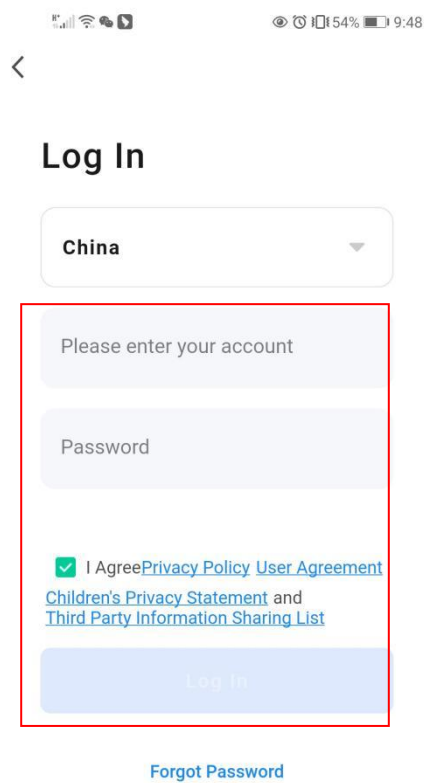 54% 9:48
Log In
China
Please enter your account
Password
I AgreePrivacy Policy User Agreement
Children's Privacy Statement and
Third Party Information Sharing List
Log In
Forgot Password